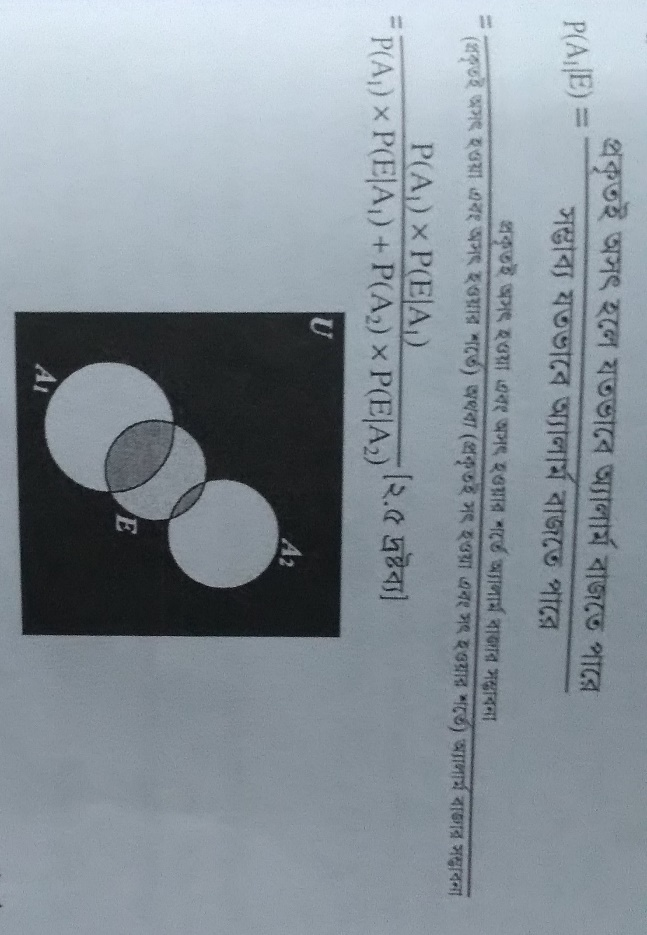 প্রকৃতই অসৎ হলে যতভাবে অ্যালার্ম বাজতে পারে
P(A₁|E) =
সম্ভাব্য যতভাবে অ্যালার্ম বাজতে পারে
প্রকৃতই অসৎ হওয়া এবং অসৎ হওয়ার শর্তে অ্যালার্ম বাজার সম্ভাবনা
=
(প্রকৃতই অসৎ হওয়া এবং অসৎ হওয়ার শর্তে) অথবা (প্রকৃতই সৎ হওয়া এবং সৎ হওয়ার শর্তে) অ্যালার্ম বাজার সম্ভাবনা
P(A₁) × P(E|A₁)
= [২.৫ দ্রষ্টব্য]
P(A₁) × P(E|A₁) + P(A₂) × P(E|A₂)
U
A₂
E
A₁